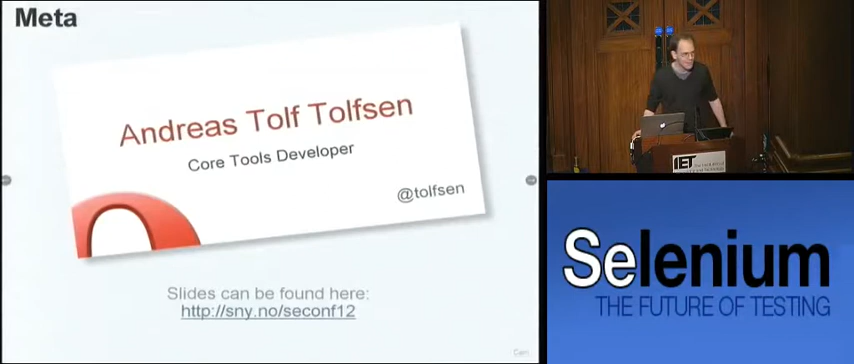 Meta
Andreas Tolf Tolfsen
Core Tools Developer
@tolfsen
Slides can be found here:
http://sny.no/seconf12
IET
Selenium
THE FUTURE OF TESTING